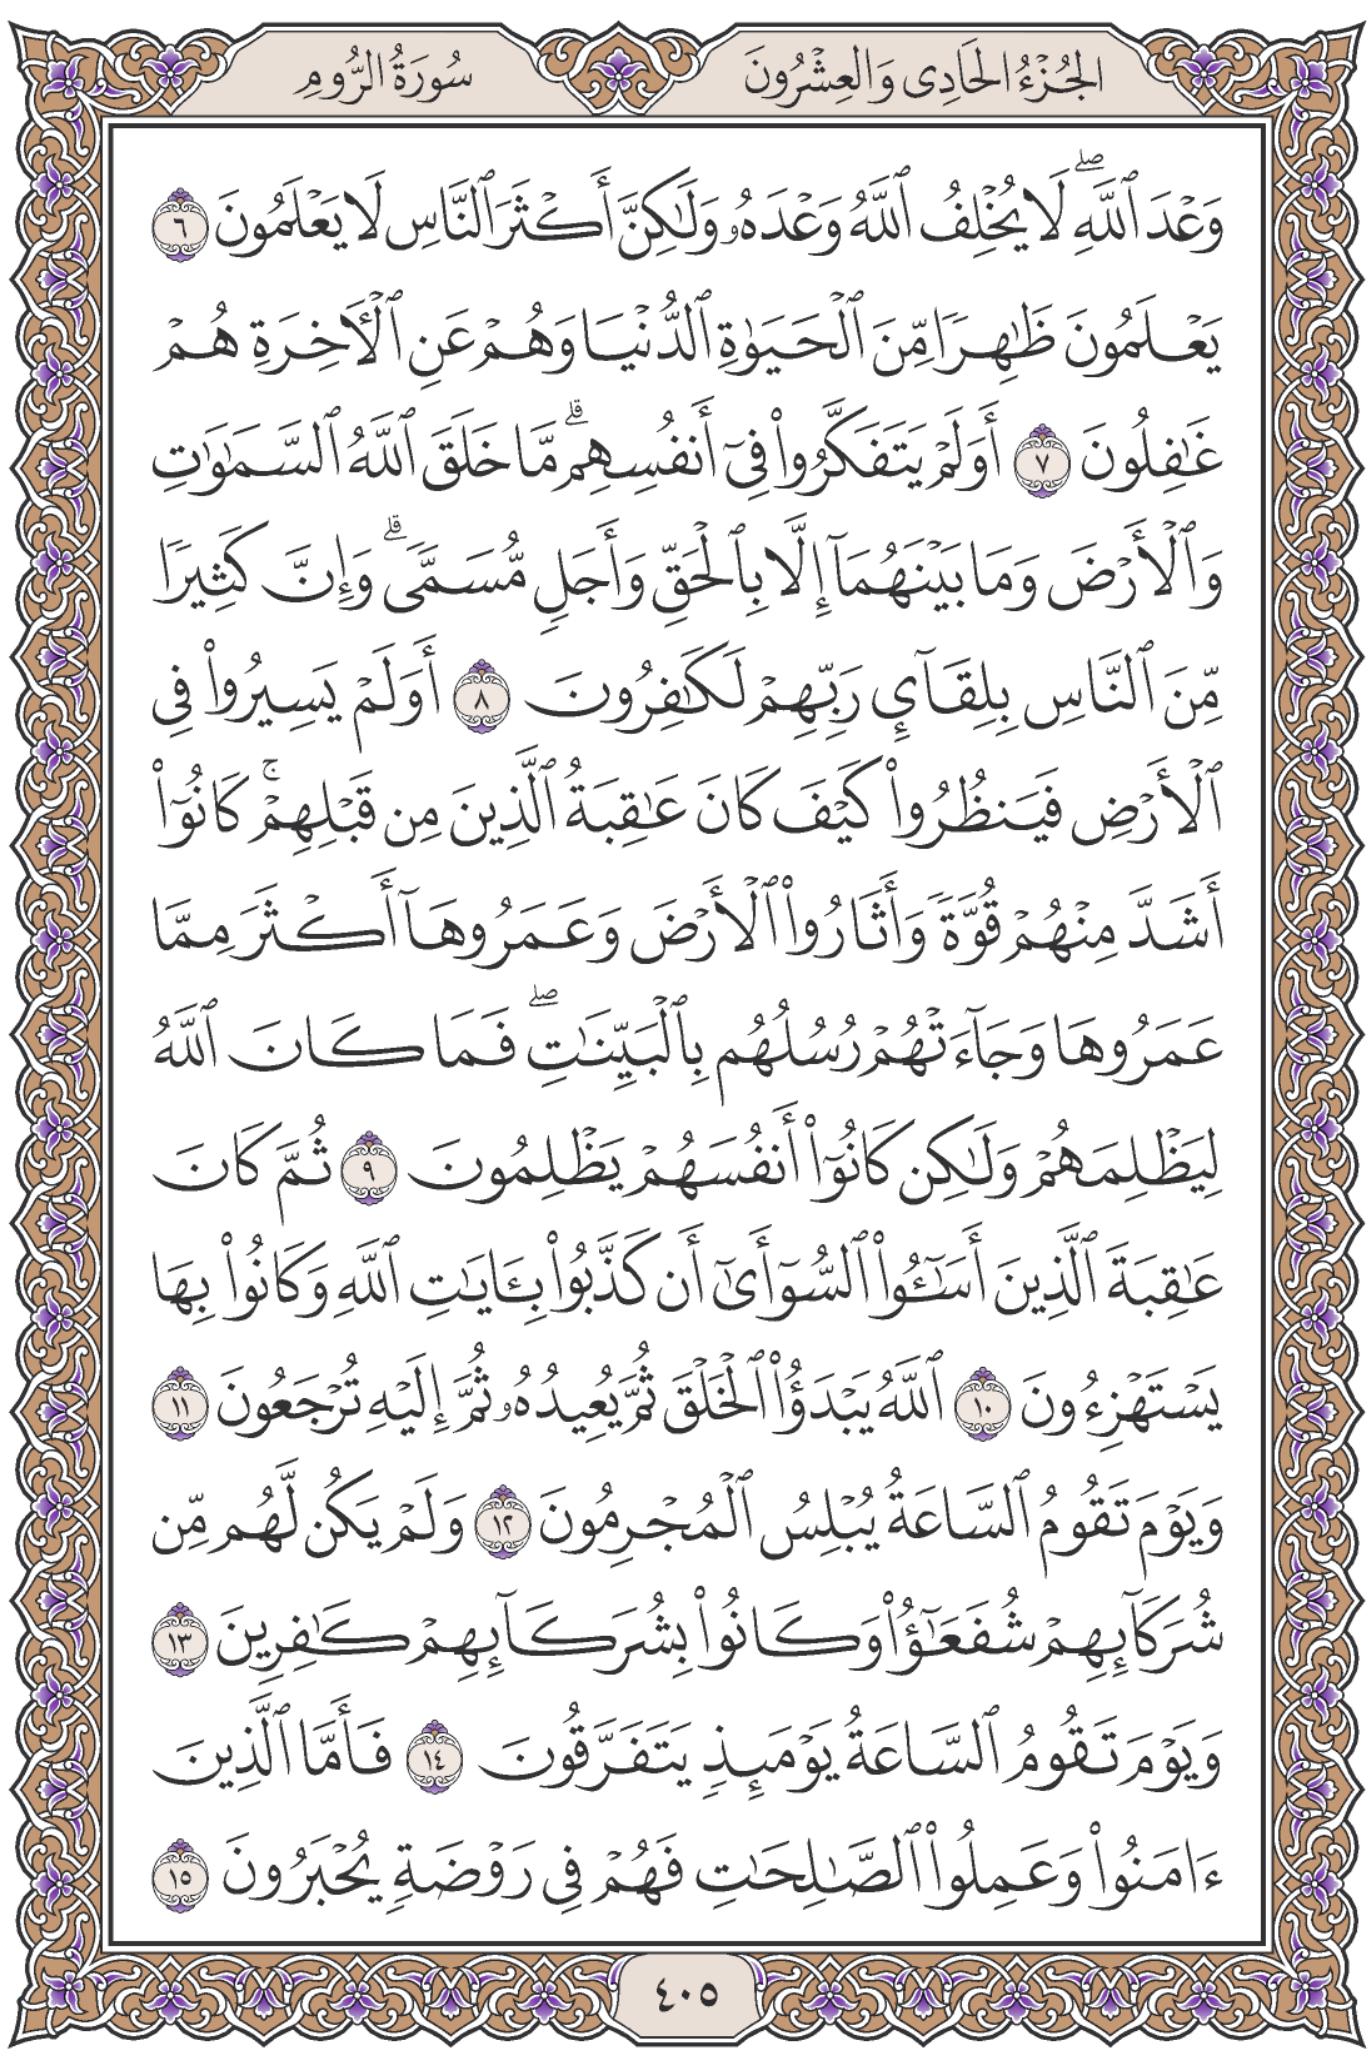 الجُزْءُ الحَادِى وَالعِشْرُونَ
سُورَةُ الرُّومِ
وَعْدَ ٱللَّهِۖ لَا يُخْلِفُ ٱللَّهُ وَعْدَهُۥ وَلَٰكِنَّ أَكْثَرَ ٱلنَّاسِ لَا يَعْلَمُونَ ٦
يَعْلَمُونَ ظَٰهِرًا مِّنَ ٱلْحَيَوٰةِ ٱلدُّنْيَا وَهُمْ عَنِ ٱلْأَخِرَةِ هُمْ
غَٰفِلُونَ ٧ أَوَلَمْ يَتَفَكَّرُوا۟ فِىٓ أَنفُسِهِمۗ مَّا خَلَقَ ٱللَّهُ ٱلسَّمَٰوَٰتِ
وَٱلْأَرْضَ وَمَا بَيْنَهُمَآ إِلَّا بِٱلْحَقِّ وَأَجَلٍ مُّسَمًّىۗ وَإِنَّ كَثِيرًا
مِّنَ ٱلنَّاسِ بِلِقَآئِ رَبِّهِمْ لَكَٰفِرُونَ ٨ أَوَلَمْ يَسِيرُوا۟ فِى
ٱلْأَرْضِ فَيَنظُرُوا۟ كَيْفَ كَانَ عَٰقِبَةُ ٱلَّذِينَ مِن قَبْلِهِمْۚ كَانُوٓا۟
أَشَدَّ مِنْهُمْ قُوَّةً وَأَثَارُوا۟ ٱلْأَرْضَ وَعَمَرُوهَآ أَكْثَرَ مِمَّا
عَمَرُوهَا وَجَآءَتْهُمْ رُسُلُهُم بِٱلْبَيِّنَٰتِۖ فَمَا كَانَ ٱللَّهُ
لِيَظْلِمَهُمْ وَلَٰكِن كَانُوٓا۟ أَنفُسَهُمْ يَظْلِمُونَ ٩ ثُمَّ كَانَ
عَٰقِبَةَ ٱلَّذِينَ أَسَٰٓـُٔوا۟ ٱلسُّوٓأَىٰٓ أَن كَذَّبُوا۟ بِـَٔايَٰتِ ٱللَّهِ وَكَانُوا۟ بِهَا
يَسْتَهْزِءُونَ ١٠ ٱللَّهُ يَبْدَؤُا۟ ٱلْخَلْقَ ثُمَّ يُعِيدُهُۥ ثُمَّ إِلَيْهِ تُرْجَعُونَ ١١
وَيَوْمَ تَقُومُ ٱلسَّاعَةُ يُبْلِسُ ٱلْمُجْرِمُونَ ١٢ وَلَمْ يَكُن لَّهُم مِّن
شُرَكَآئِهِمْ شُفَعَٰٓؤُا۟ وَكَانُوا۟ بِشُرَكَآئِهِمْ كَٰفِرِينَ ١٣
وَيَوْمَ تَقُومُ ٱلسَّاعَةُ يَوْمَئِذٍ يَتَفَرَّقُونَ ١٤ فَأَمَّا ٱلَّذِينَ
ءَامَنُوا۟ وَعَمِلُوا۟ ٱلصَّٰلِحَٰتِ فَهُمْ فِى رَوْضَةٍ يُحْبَرُونَ ١٥
٤٠٥